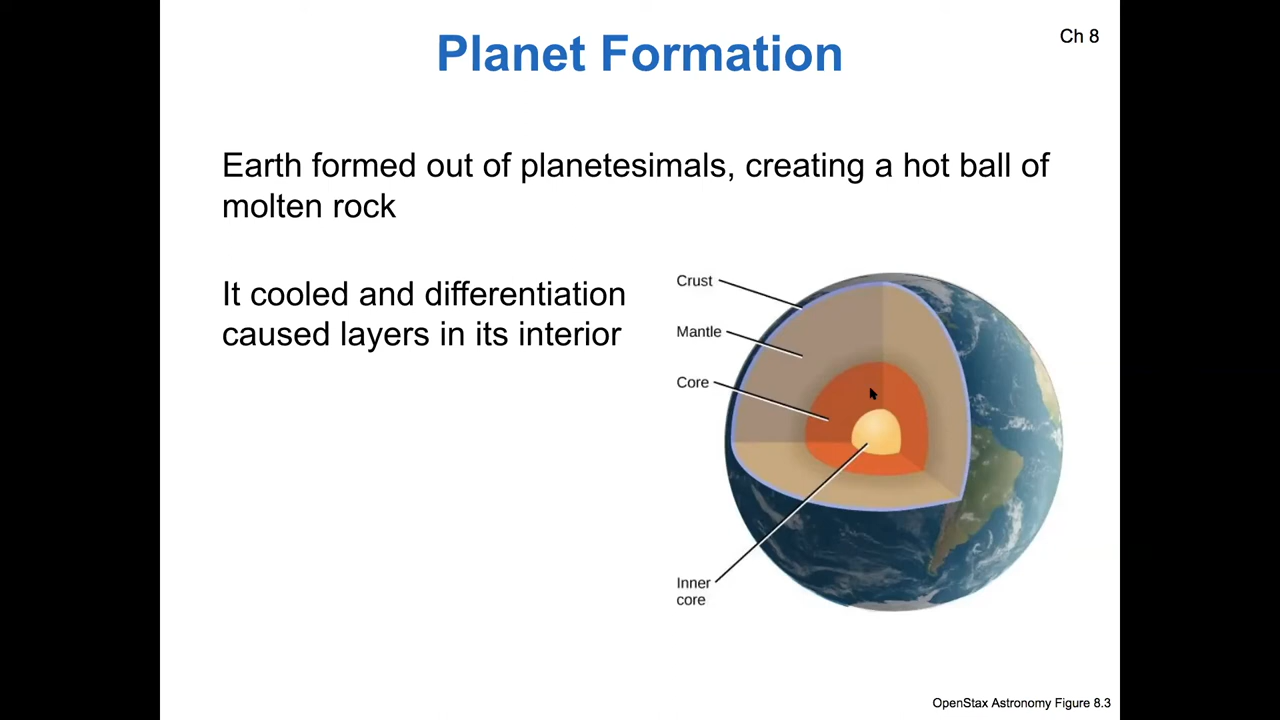 Planet Formation
Ch 8
Earth formed out of planetesimals, creating a hot ball of
molten rock
It cooled and differentiation
caused layers in its interior
Crust
Mantle
Core
Inner
core
OpenStax Astronomy Figure 8.3